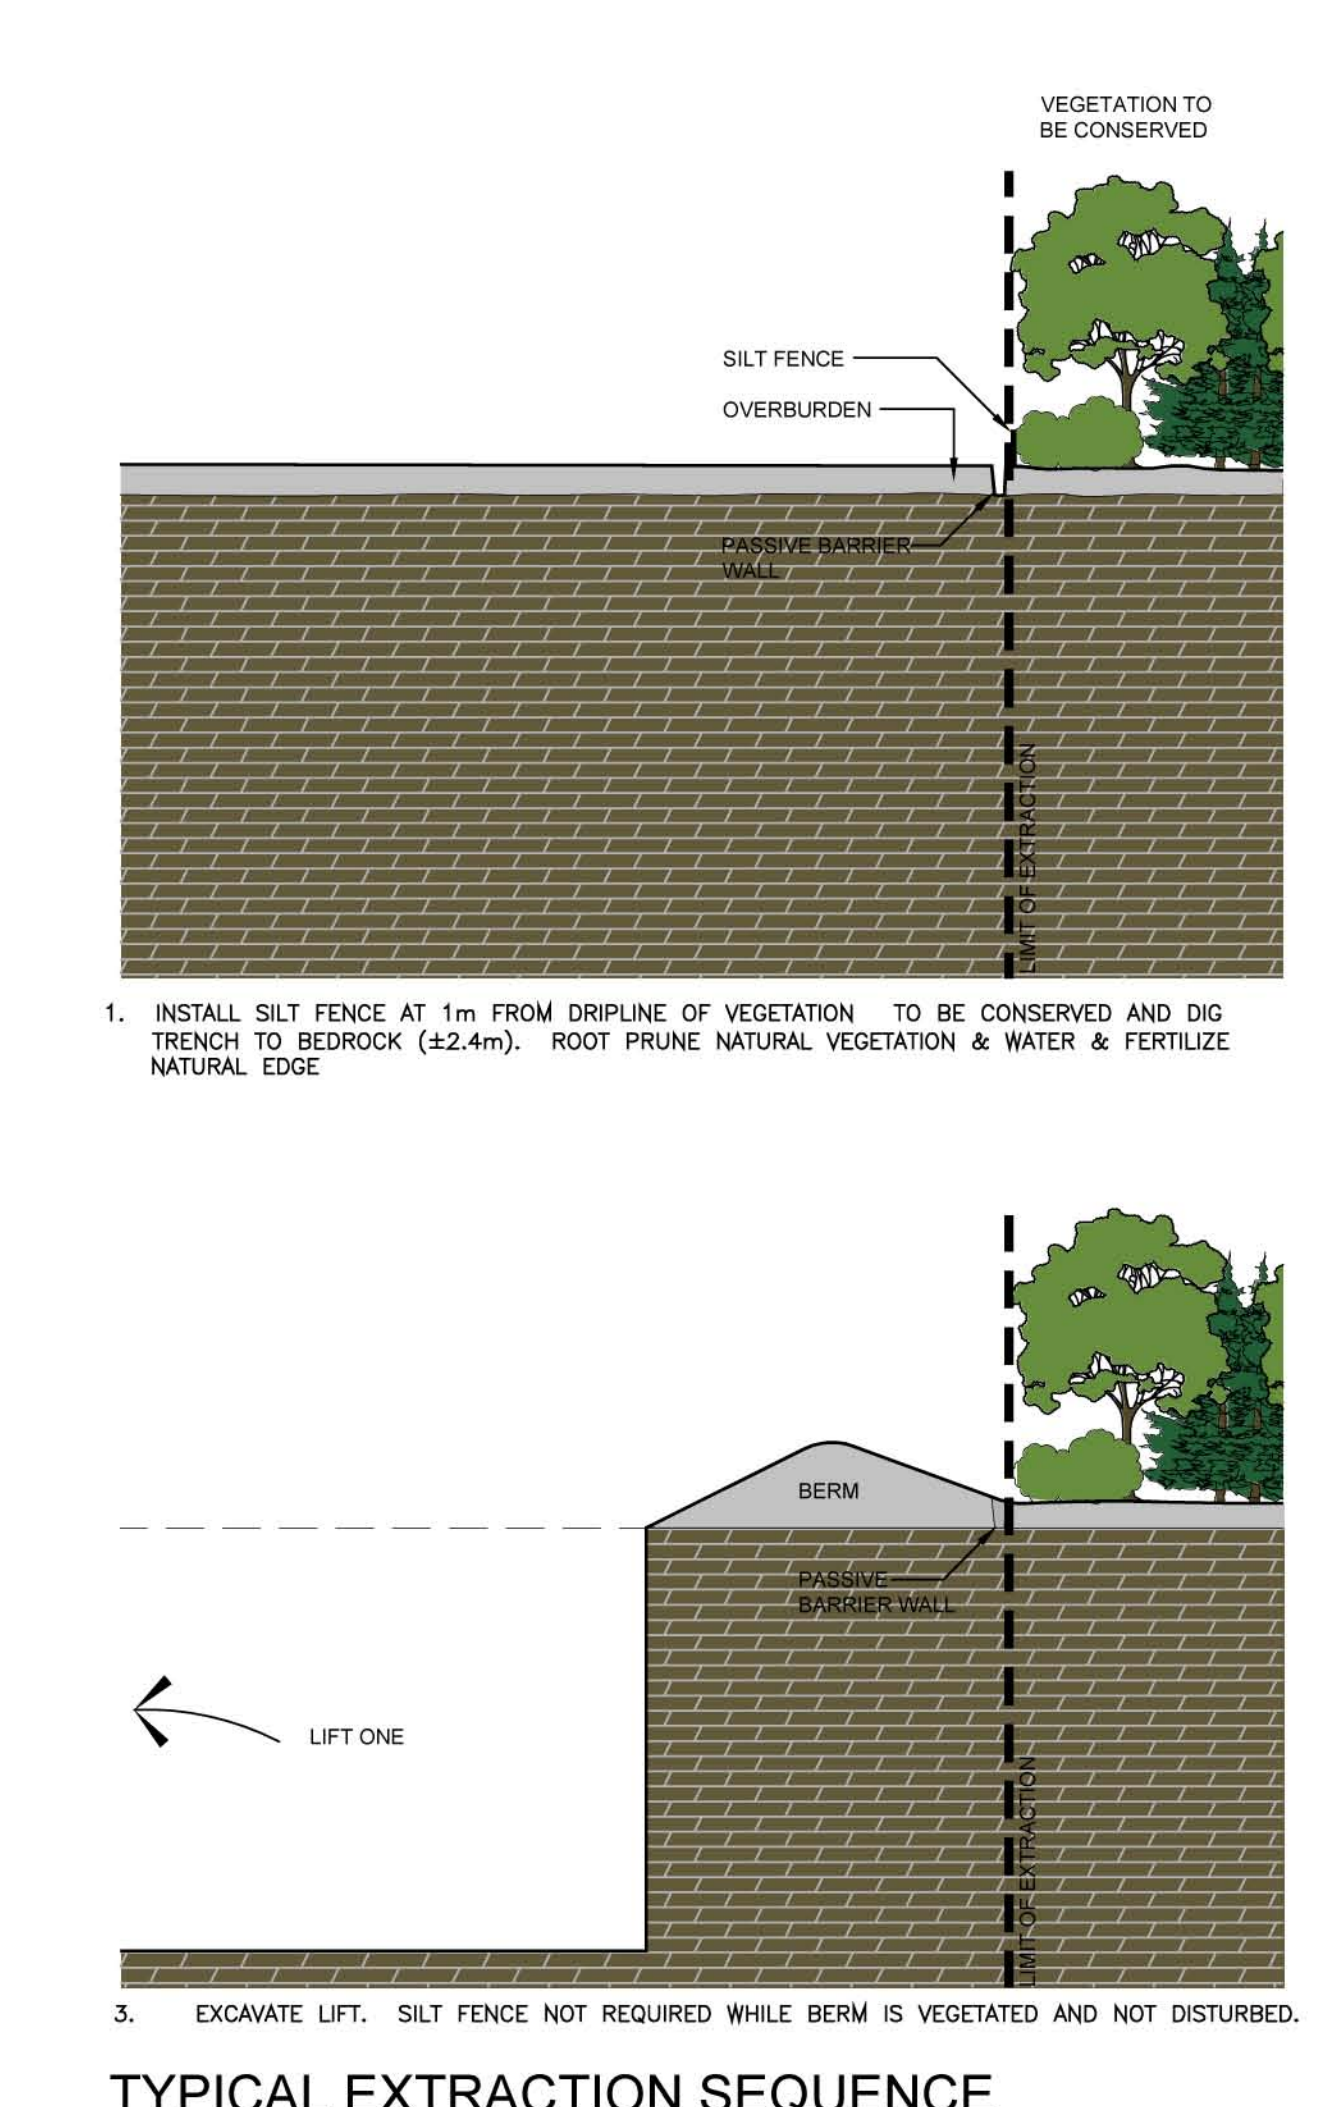 VEGETATION TO
BE CONSERVED
SILT FENCE
OVERBURDEN
PASSIVE BARRIER
WALL
LIMIT OF EXTRACTION
1. INSTALL SILT FENCE AT 1m FROM DRIPLINE OF VEGETATION TO BE CONSERVED AND DIG
TRENCH TO BEDROCK (±2.4m). ROOT PRUNE NATURAL VEGETATION & WATER & FERTILIZE
NATURAL EDGE
BERM
PASSIVE
BARRIER WALL
LIFT ONE
LIMIT OF EXTRACTION
3. EXCAVATE LIFT. SILT FENCE NOT REQUIRED WHILE BERM IS VEGETATED AND NOT DISTURBED.
TYPICAL EXTRACTION SEQUENCE